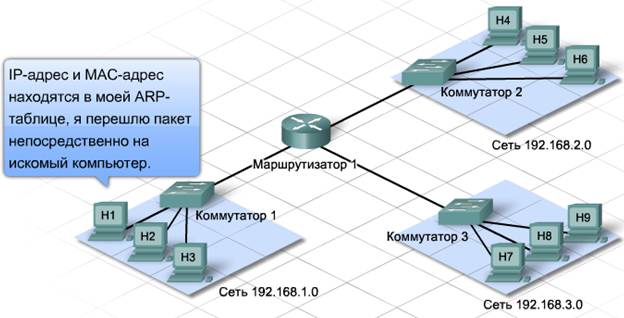 IP-адрес и MAC-адрес
находятся в моей ARP-
таблице, я перешлю пакет
непосредственно на
искомый компьютер.
H4
H5
H6
Коммутатор 2
Сеть 192.168.2.0
Маршрутизатор 1
H1
H2
H3
Коммутатор 1
Сеть 192.168.1.0
Коммутатор 3
H9
H8
H7
Сеть 192.168.3.0